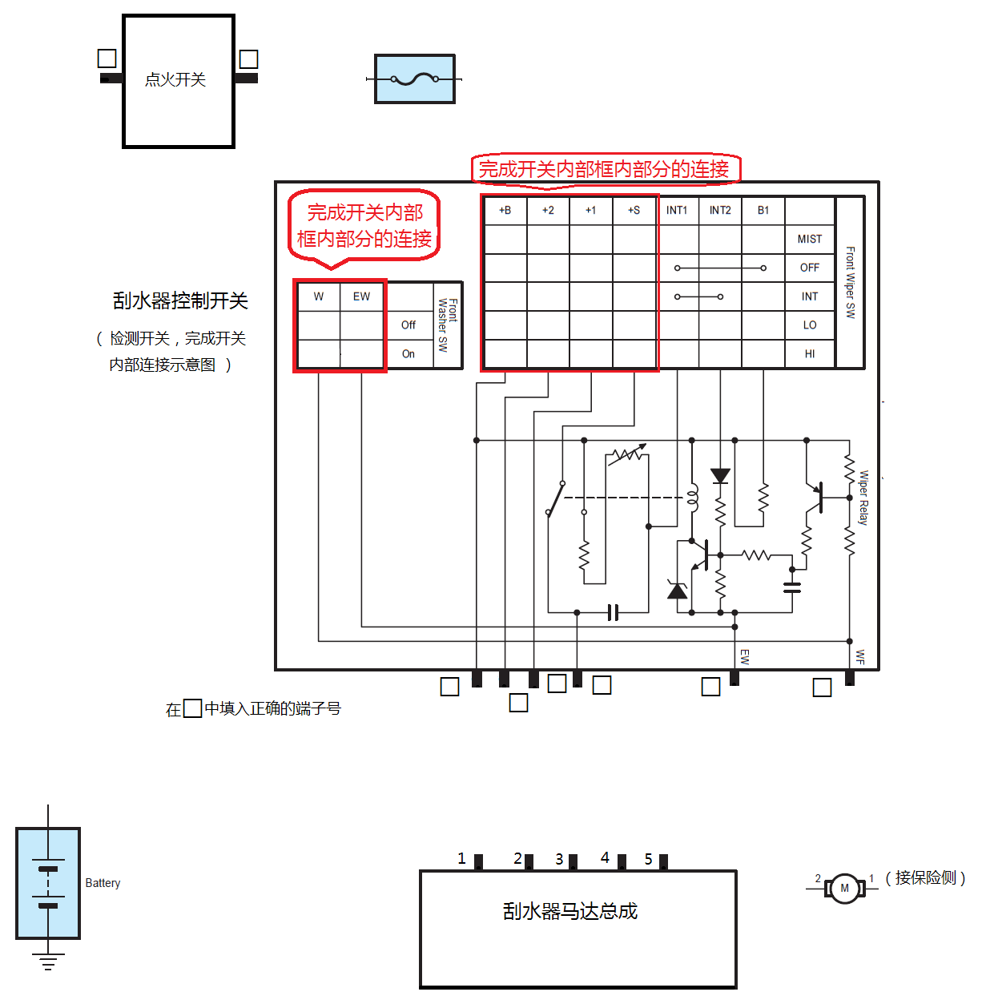 点火开关
完成开关内部框内部分的连接
完成开关内部
框内部分的连接
+B +2 +1 +S INT1 INT2 B1
MIST
OFF
INT
LO
HI
Front Wiper SW
W EW
Off
On
Front
Washer SW
刮水器控制开关
（ 检测开关，完成开关
内部连接示意图 ）
Wiper Relay
EW
WF
在□中填入正确的端子号
Battery
1 2 3 4 5
刮水器马达总成
2 M 1 （接保险侧）